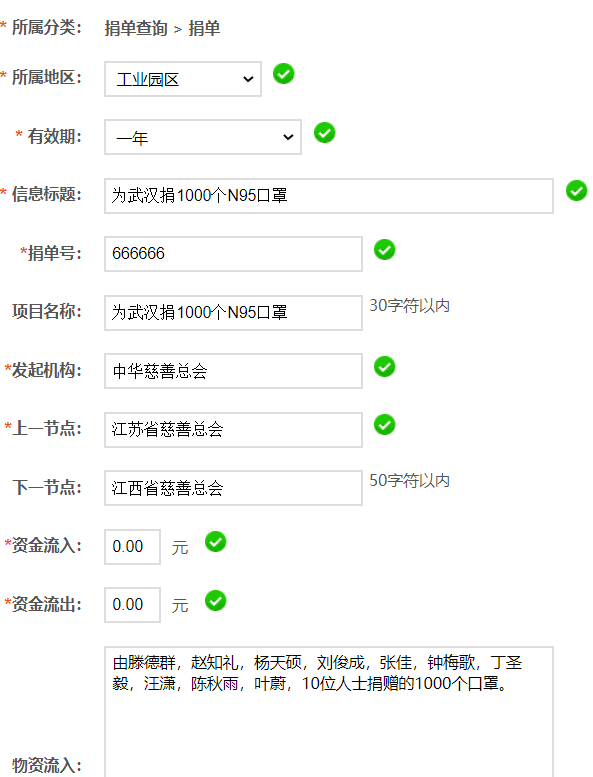 * 所属分类： 捐单查询 > 捐单
* 所属地区： 工业园区
* 有效期： 一年
* 信息标题： 为武汉捐1000个N95口罩
*捐单号： 666666
项目名称： 为武汉捐1000个N95口罩 30字符以内
*发起机构： 中华慈善总会
*上一节点： 江苏省慈善总会
下一节点： 江西省慈善总会 50字符以内
*资金流入： 0.00 元
*资金流出： 0.00 元
由滕德群，赵知礼，杨天硕，刘俊成，张佳，钟梅歌，丁圣
毅，汪潇，陈秋雨，叶蔚，10位人士捐赠的1000个口罩。
物资流入：